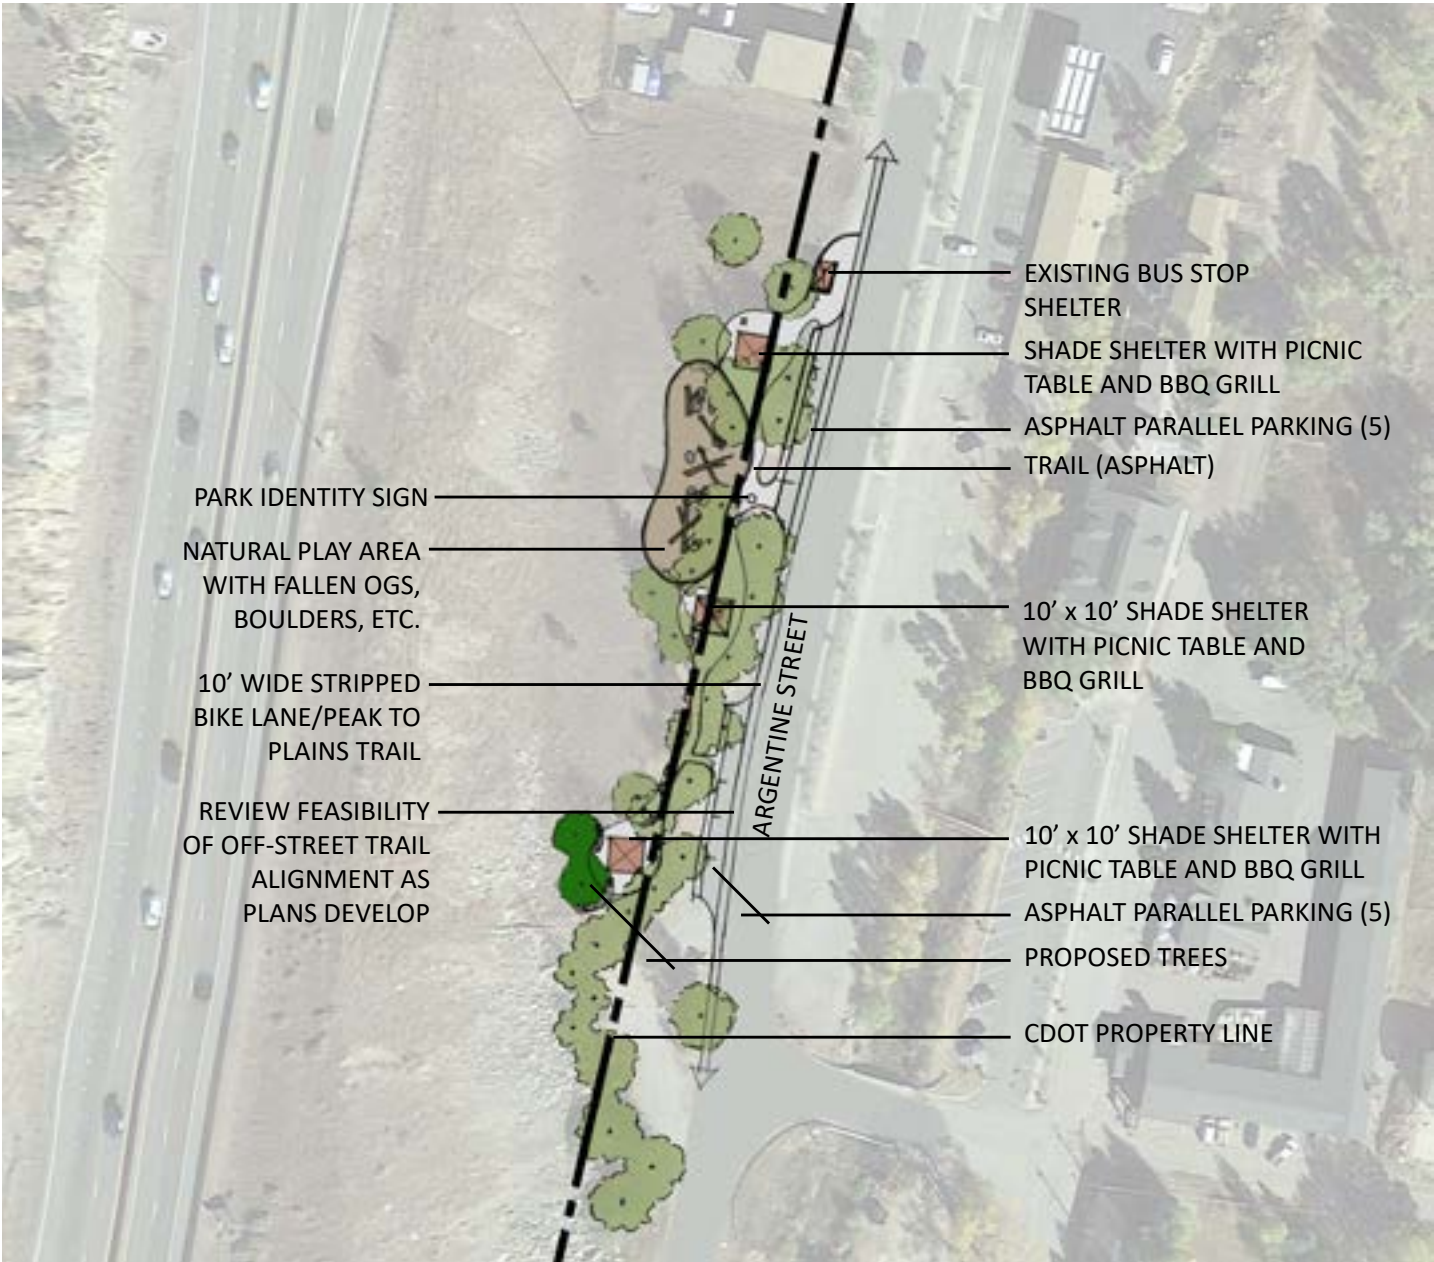 EXISTING BUS STOP
SHELTER
SHADE SHELTER WITH PICNIC
TABLE AND BBQ GRILL
ASPHALT PARALLEL PARKING (5)
TRAIL (ASPHALT)
PARK IDENTITY SIGN
NATURAL PLAY AREA
WITH FALLEN OGS,
BOULDERS, ETC.
10’ x 10’ SHADE SHELTER
WITH PICNIC TABLE AND
BBQ GRILL
10’ WIDE STRIPPED
BIKE LANE/PEAK TO
PLAINS TRAIL
ARGENTINE STREET
REVIEW FEASIBILITY
OF OFF-STREET TRAIL
ALIGNMENT AS
PLANS DEVELOP
10’ x 10’ SHADE SHELTER WITH
PICNIC TABLE AND BBQ GRILL
ASPHALT PARALLEL PARKING (5)
PROPOSED TREES
CDOT PROPERTY LINE